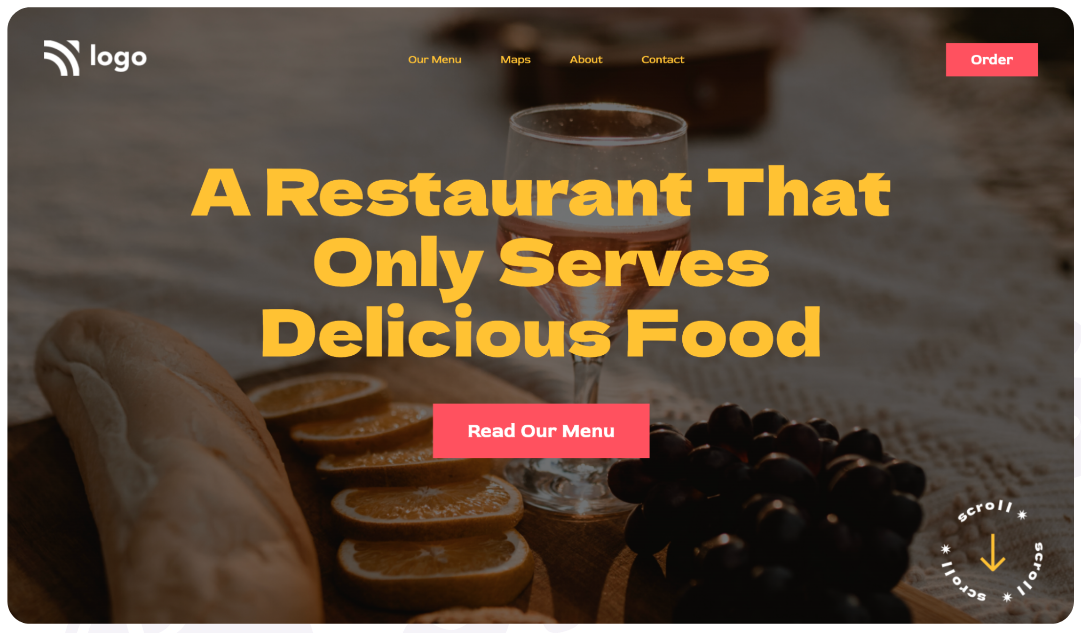 logo
Our Menu Maps About Contact
Order
A Restaurant That
Only Serves
Delicious Food
Read Our Menu
scroll * scroll * scroll *